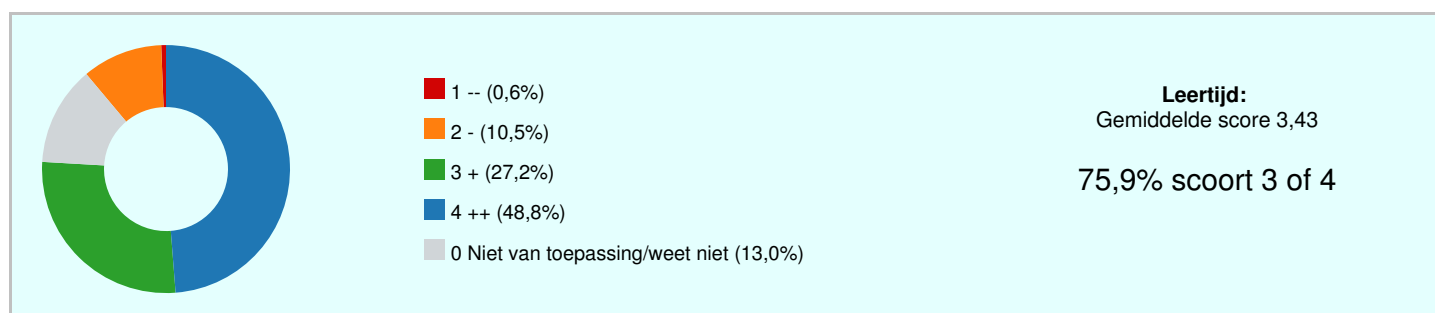 1 -- (0,6%)
2 - (10,5%)
3 + (27,2%)
4 ++ (48,8%)
0 Niet van toepassing/weet niet (13,0%)
Leertijd:
Gemiddelde score 3,43
75,9% scoort 3 of 4